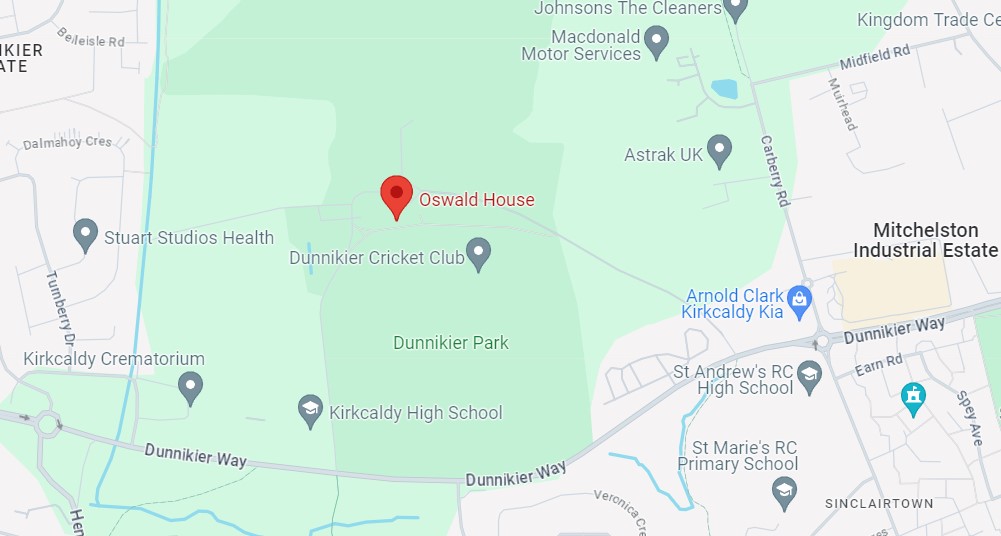 Johnsons The Cleaners
Kingdom Trade Ce
Belleisle Rd
NIKIER
ATE
Macdonald
Motor Services
Midfield Rd
Muirhead
Dalmahoy Cres
Astrak UK
Carberry Rd
Oswald House
Stuart Studios Health
Dunnikier Cricket Club
Mitchelston
Industrial Estate
Turnberry Dr
Arnold Clark
Kirkcaldy Kia
Dunnikier Way
Dunnikier Park
Kirkcaldy Crematorium
St Andrew's RC
High School
Earn Rd
Spey Ave
Kirkcaldy High School
Dunnikier Way
Dunnikier Way
St Marie's RC
Primary School
Veronica Cre
SINCLAIRTOWN
Hen